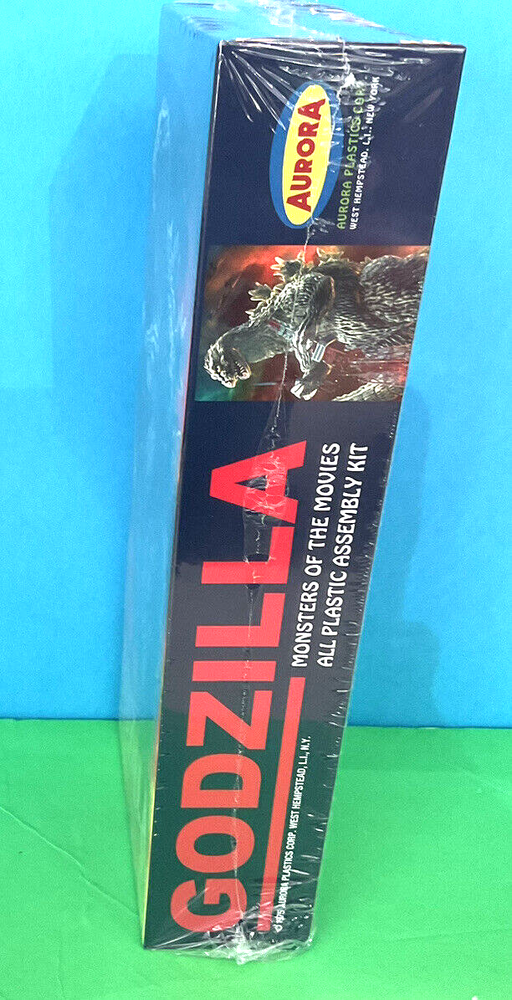 AURORA
AURORA PLASTICS CORP.
WEST HEMPSTEAD, L.I., NEW YORK
GODZILLA
MONSTERS OF THE MOVIES
ALL PLASTIC ASSEMBLY KIT
© 1975 AURORA PLASTICS CORP. WEST HEMPSTEAD, L.I., N.Y.